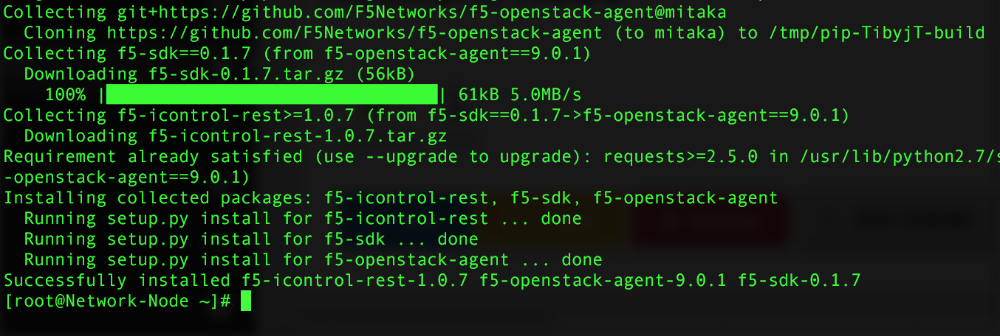 Collecting git+https://github.com/F5Networks/f5-openstack-agent@mitaka
Cloning https://github.com/F5Networks/f5-openstack-agent (to mitaka) to /tmp/pip-TibyjT-build
Collecting f5-sdk==0.1.7 (from f5-openstack-agent==9.0.1)
Downloading f5-sdk-0.1.7.tar.gz (56kB)
100% |████████████████████████████████| 61kB 5.0MB/s
Collecting f5-icontrol-rest>=1.0.7 (from f5-sdk==0.1.7->f5-openstack-agent==9.0.1)
Downloading f5-icontrol-rest-1.0.7.tar.gz
Requirement already satisfied (use --upgrade to upgrade): requests>=2.5.0 in /usr/lib/python2.7/s
-openstack-agent==9.0.1)
Installing collected packages: f5-icontrol-rest, f5-sdk, f5-openstack-agent
Running setup.py install for f5-icontrol-rest ... done
Running setup.py install for f5-sdk ... done
Running setup.py install for f5-openstack-agent ... done
Successfully installed f5-icontrol-rest-1.0.7 f5-openstack-agent-9.0.1 f5-sdk-0.1.7
[root@Network-Node ~]#